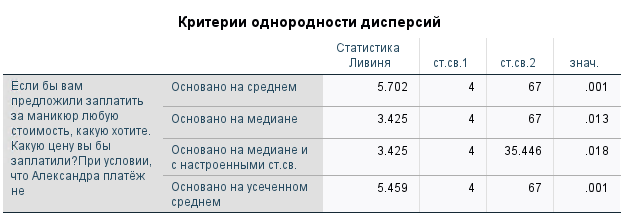 Критерии однородности дисперсий
Статистика
Ливиня ст.св.1 ст.св.2 знач.
Если бы вам
предложили заплатить
за маникюр любую
стоимость, какую хотите.
Какую цену вы бы
заплатили?При условии,
что Александра платёж
не
Основано на среднем 5.702 4 67 .001
Основано на медиане 3.425 4 67 .013
Основано на медиане и
с настроенными ст.св. 3.425 4 35.446 .018
Основано на усеченном
среднем 5.459 4 67 .001